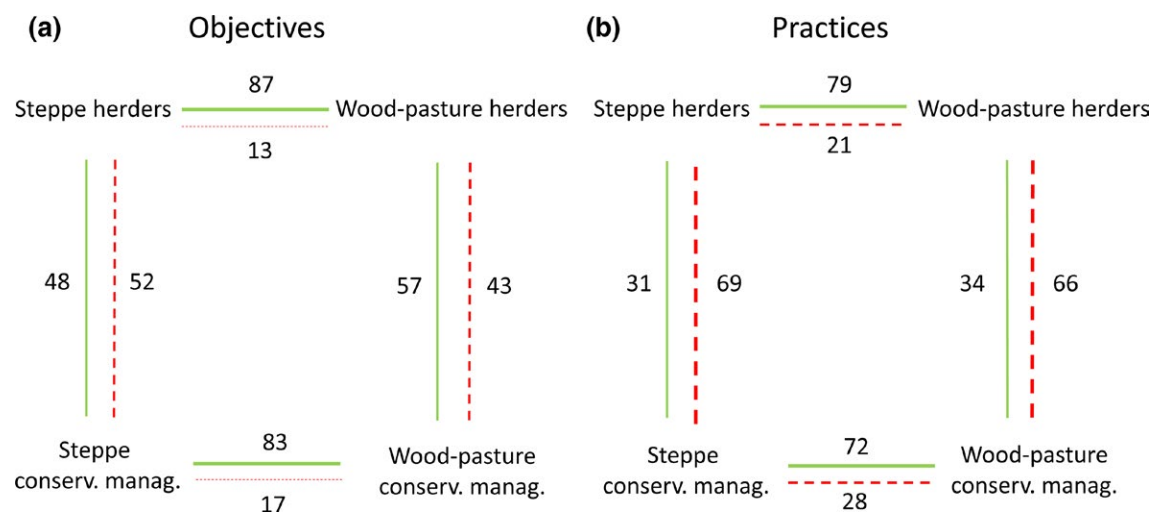 (a) Objectives
87
Steppe herders Wood-pasture herders
13
48 52 57 43
83
Steppe
conserv. manag.
Wood-pasture
conserv. manag.
17
(b) Practices
79
Steppe herders Wood-pasture herders
21
31 69 34 66
72
Steppe
conserv. manag.
Wood-pasture
conserv. manag.
28